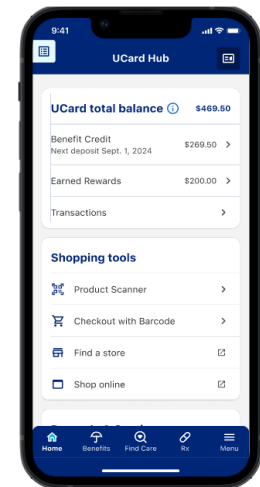 9:41
UCard Hub
UCard total balance $469.50
Benefit Credit
Next deposit Sept. 1, 2024
$269.50
Earned Rewards $200.00
Transactions
Shopping tools
Product Scanner
Checkout with Barcode
Find a store
Shop online
Home Benefits Find Care Rx Menu